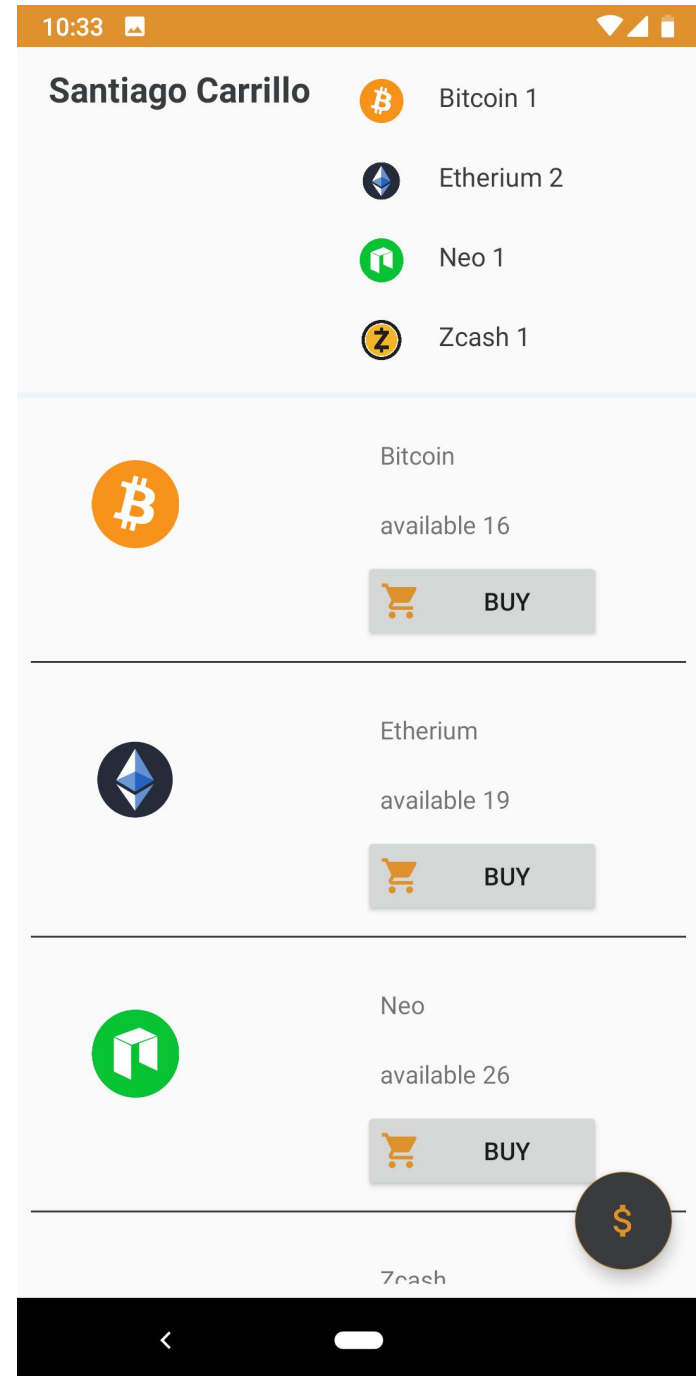 10:33
Santiago Carrillo
Bitcoin 1
Etherium 2
Neo 1
Zcash 1
Bitcoin
available 16
BUY
Etherium
available 19
BUY
Neo
available 26
BUY
$
Zcash